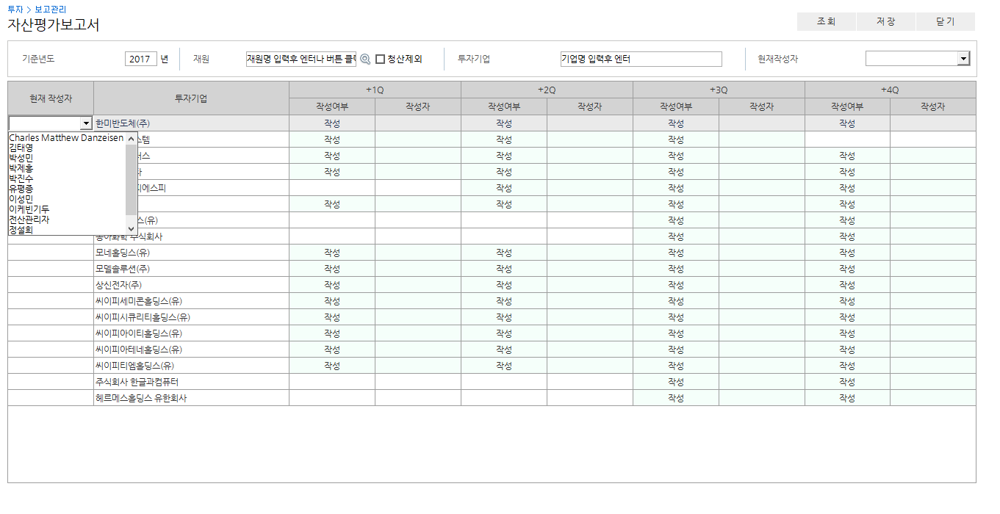 투자 > 보고관리
자산평가보고서
조회 저장 닫기
기준년도 2017 년 재원 재원명 입력후 엔터나 버튼 클릭 청산제외 투자기업 기업명 입력후 엔터 현재작성자
현재 작성자 투자기업 +1Q +2Q +3Q +4Q
작성여부 작성자 작성여부 작성자 작성여부 작성자 작성여부 작성자
한미반도체(주) 작성 작성 작성 작성
Charles Matthew Danzeisen 스템 작성 작성 작성
김태영
박성민 작성 작성 작성 작성
박제홍
박진수 작성 작성 작성 작성
유평종 피에스피 작성 작성 작성
이성민
이케빈기두 작성 작성 작성 작성
전산관리자 스(유) 작성 작성
정설희
동아화학 주식회사 작성 작성
모네홀딩스(유) 작성 작성 작성 작성
모델솔루션(주) 작성 작성 작성 작성
상신전자(주) 작성 작성 작성 작성
씨이피세미콘홀딩스(유) 작성 작성 작성 작성
씨이피시큐리티홀딩스(유) 작성 작성 작성 작성
씨이피아이티홀딩스(유) 작성 작성 작성 작성
씨이피아테네홀딩스(유) 작성 작성 작성 작성
씨이피티엠홀딩스(유) 작성 작성 작성 작성
주식회사 한글과컴퓨터 작성 작성
헤르메스홀딩스 유한회사 작성 작성